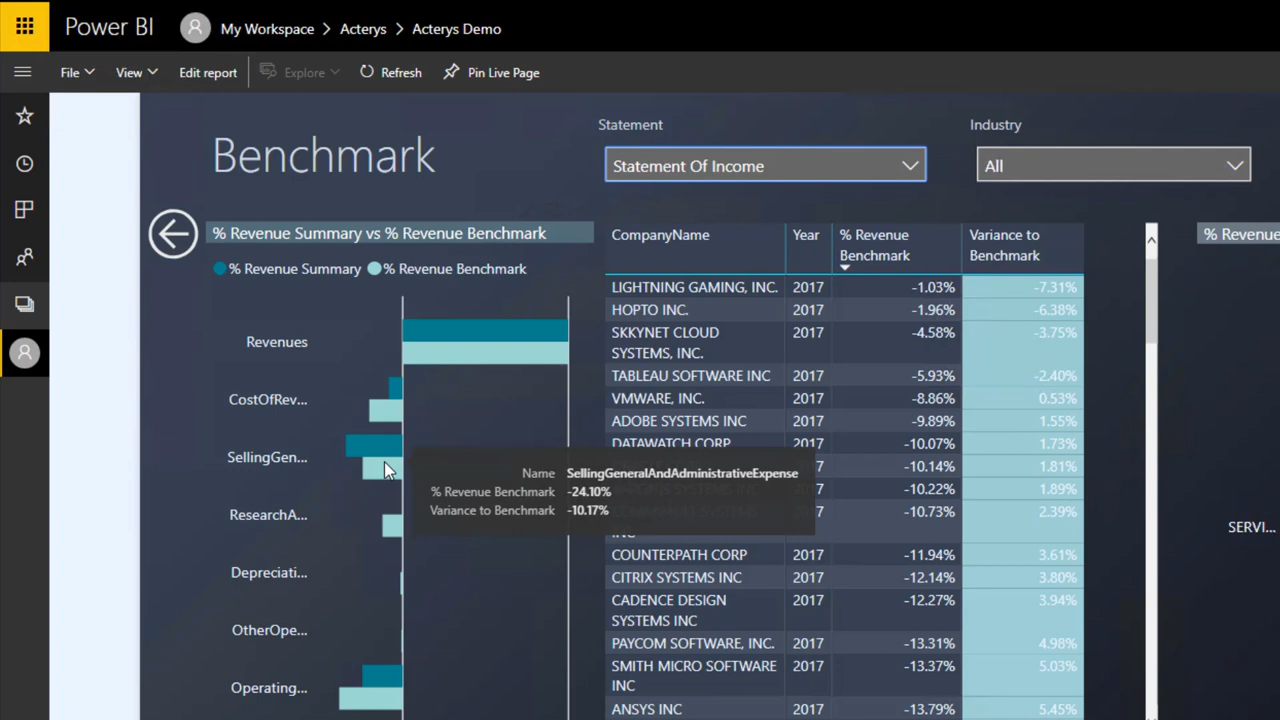 Power BI
My Workspace > Acterys > Acterys Demo
File View Edit report Explore Refresh Pin Live Page
Benchmark
Statement
Statement Of Income
Industry
All
% Revenue Summary vs % Revenue Benchmark
% Revenue Summary % Revenue Benchmark
Revenues
CostOfRev...
SellingGen...
ResearchA...
Depreciati...
OtherOpe...
Operating...
Name SellingGeneralAndAdministrativeExpense
% Revenue Benchmark -24.10%
Variance to Benchmark -10.17%
CompanyName Year % Revenue Variance to
Benchmark Benchmark
LIGHTNING GAMING, INC. 2017 -1.03% -7.31%
HOPTO INC. 2017 -1.96% -6.38%
SKKYNET CLOUD 2017 -4.58% -3.75%
SYSTEMS, INC.
TABLEAU SOFTWARE INC 2017 -5.93% -2.40%
VMWARE, INC. 2017 -8.86% 0.53%
ADOBE SYSTEMS INC 2017 -9.89% 1.55%
DATAWATCH CORP 2017 -10.07% 1.73%
-10.14% 1.81%
-10.22% 1.89%
-10.73% 2.39%
INC
COUNTERPATH CORP 2017 -11.94% 3.61%
CITRIX SYSTEMS INC 2017 -12.14% 3.80%
CADENCE DESIGN 2017 -12.27% 3.94%
SYSTEMS INC
PAYCOM SOFTWARE, INC. 2017 -13.31% 4.98%
SMITH MICRO SOFTWARE 2017 -13.37% 5.03%
INC
ANSYS INC 2017 -13.79% 5.45%
% Revenue
SERVI...